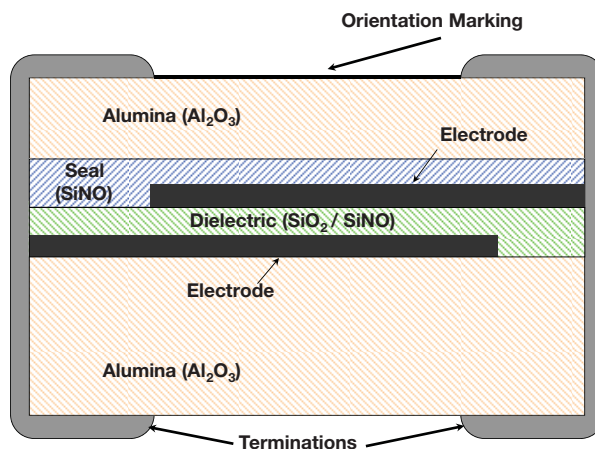 Orientation Marking
Alumina (Al₂O₃)
Electrode
Seal
(SiNO)
Dielectric (SiO₂ / SiNO)
Electrode
Alumina (Al₂O₃)
Terminations